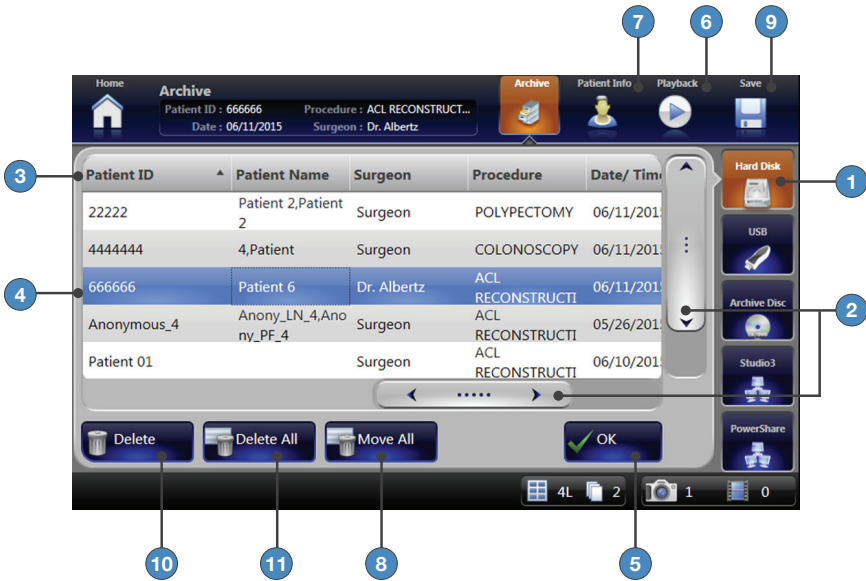 7
6
9
Home
Archive
Patient ID : 666666 Procedure : ACL RECONSTRUCT...
Date : 06/11/2015 Surgeon : Dr. Albertz
Archive
Patient Info
Playback
Save
3
Patient ID Patient Name Surgeon Procedure Date/ Time
22222 Patient 2,Patient 2 Surgeon POLYPECTOMY 06/11/201
4444444 4,Patient Surgeon COLONOSCOPY 06/11/201
4
666666 Patient 6 Dr. Albertz ACL RECONSTRUCTI 06/11/201
Anonymous_4 Anony_LN_4,Ano ny_PF_4 Surgeon ACL RECONSTRUCTI 05/26/201
Patient 01 Surgeon ACL RECONSTRUCTI 06/10/201
Hard Disk
1
USB
Archive Disc
2
Studio3
PowerShare
Delete
Delete All
Move All
OK
4L 2 1 0
10
11
8
5